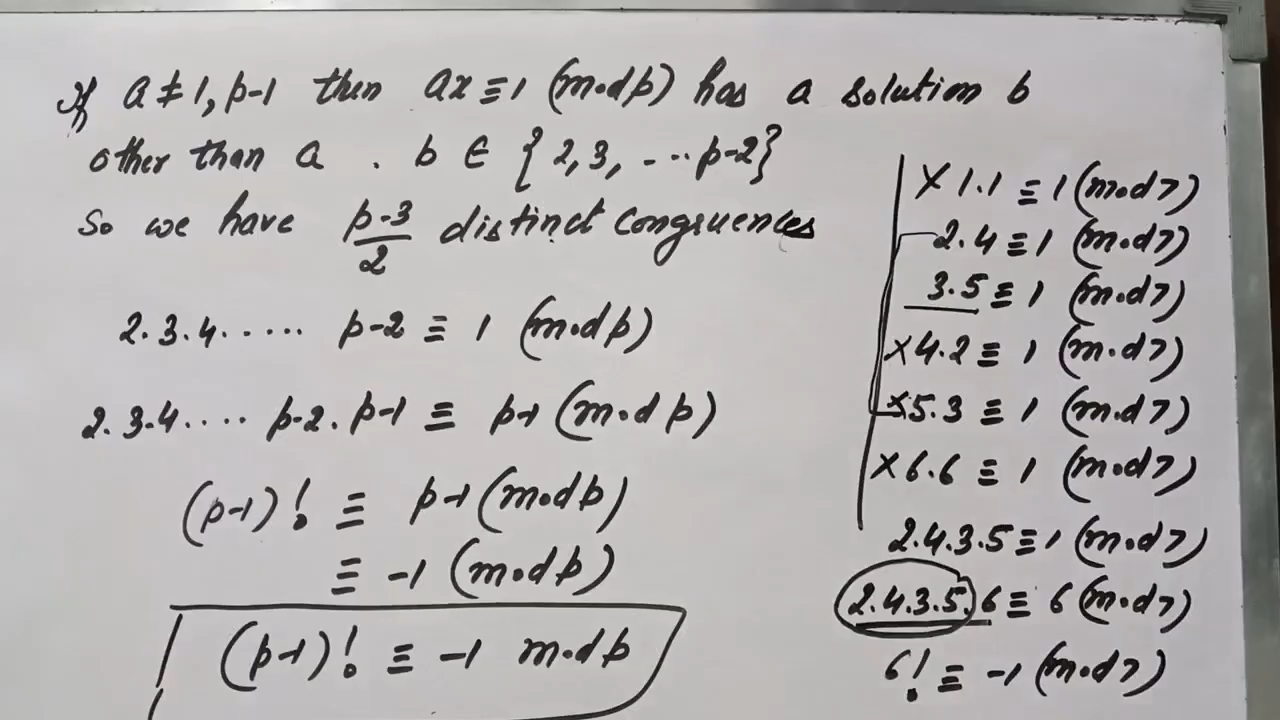 If a ≠ 1, p-1 then ax ≡ 1 (mod p) has a solution b
other than a . b ∈ {2, 3, ... p-2}
So we have (p-3)/2 distinct congruences
2.3.4. .... p-2 ≡ 1 (mod p)
2.3.4.... p-2. p-1 ≡ p-1 (mod p)
(p-1)! ≡ p-1 (mod p)
≡ -1 (mod p)
(p-1)! ≡ -1 mod p
×1.1 ≡ 1 (mod 7)
2.4 ≡ 1 (mod 7)
3.5 ≡ 1 (mod 7)
×4.2 ≡ 1 (mod 7)
×5.3 ≡ 1 (mod 7)
×6.6 ≡ 1 (mod 7)
2.4.3.5 ≡ 1 (mod 7)
2.4.3.5.6 ≡ 6 (mod 7)
6! ≡ -1 (mod 7)